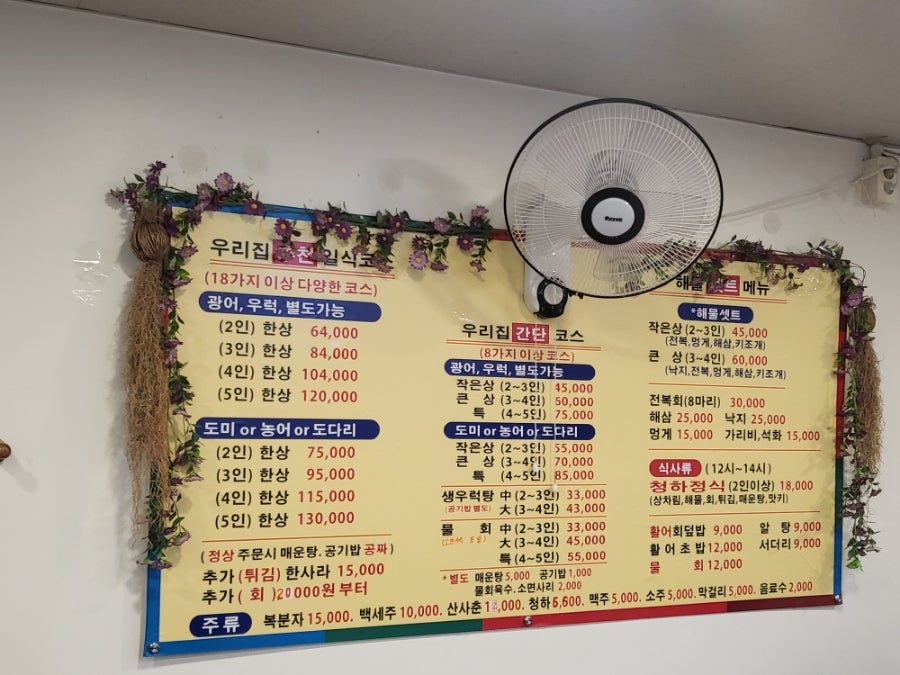 우리집 추천 일식코스
(18가지 이상 다양한 코스)
광어, 우럭, 별도가능
(2인) 한상 64,000
(3인) 한상 84,000
(4인) 한상 104,000
(5인) 한상 120,000
도미 or 농어 or 도다리
(2인) 한상 75,000
(3인) 한상 95,000
(4인) 한상 115,000
(5인) 한상 130,000
(정상 주문시 매운탕. 공기밥 공짜)
추가 (튀김) 한사라 15,000
추가 ( 회 )20000원 부터
우리집 간단 코스
(8가지 이상 코스)
광어, 우럭, 별도가능
작은상 (2~3인) 45,000
큰 상 (3~4인) 60,000
특 (4~5인) 75,000
도미 or 농어 or 도다리
작은상 (2~3인) 55,000
큰 상 (3~4인) 70,000
특 (4~5인) 85,000
생우럭탕 中 (2~3인) 33,000
(공기밥 별도) 大 (3~4인) 43,000
물 회 中 (2~3인) 33,000
大 (3~4인) 45,000
특 (4~5인) 55,000
*별도 매운탕 5,000 공기밥 1,000
물회육수. 소면사리 2,000
해물 셋트 메뉴
*해물셋트
작은상 (2~3인) 45,000
(전복,멍게,해삼,키조개)
큰 상 (3~4인) 60,000
(낙지,전복,멍게,해삼,키조개)
전복회(8마리) 30,000
해삼 25,000 낙지 25,000
멍게 15,000 가리비,석화 15,000
식사류 (12시~14시)
청하정식 (2인이상) 18,000
(상차림,해물,회,튀김,매운탕,맛키)
활어회덮밥 9,000 알 탕 9,000
활어초밥 12,000 서더리 9,000
물 회 12,000
주류 복분자 15,000. 백세주 10,000. 산사춘 12,000. 청하 6,600. 맥주 5,000. 소주 5,000. 막걸리 5,000. 음료수 2,000